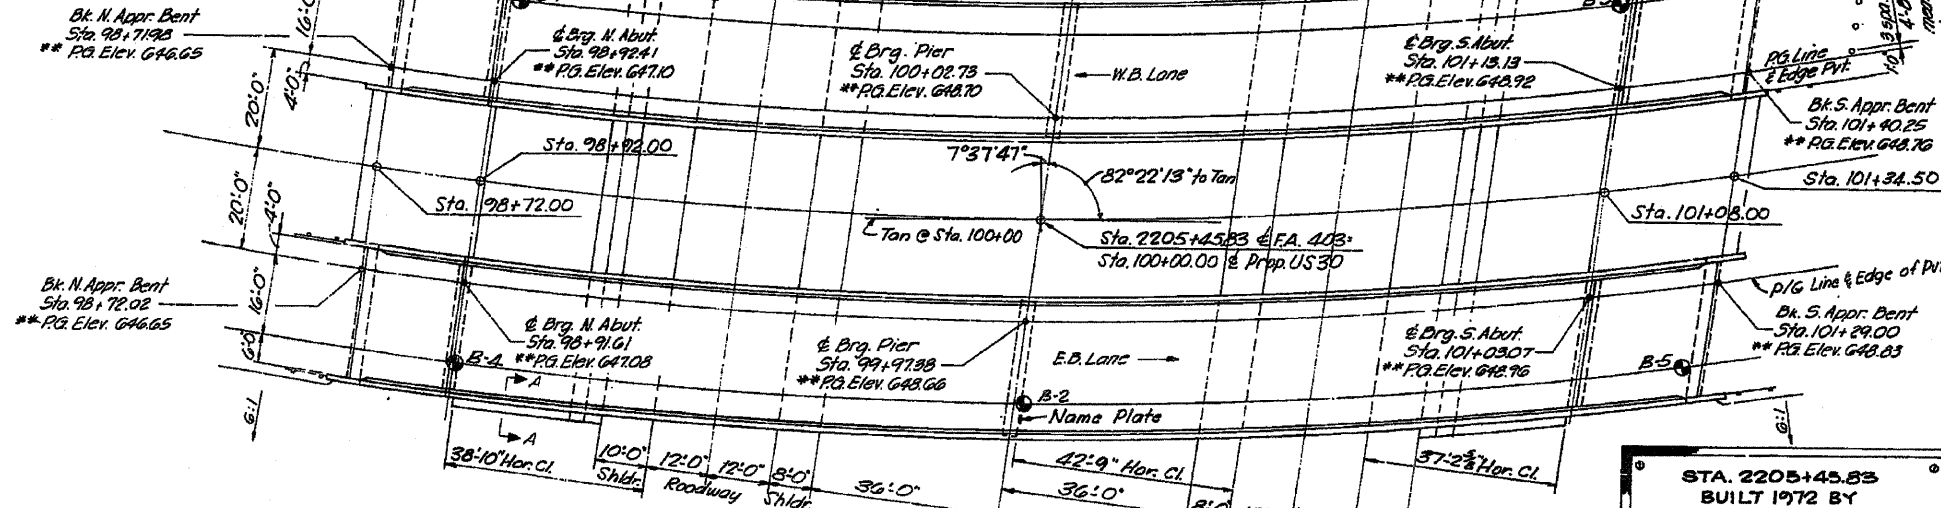 Bk. N. Appr. Bent
Sta. 98+71.98
** P.G. Elev. 646.65
16'-0"
20'-0"
4'-0"
℄ Brg. N. Abut.
Sta. 98+92.41
** P.G. Elev. 647.10
℄ Brg. Pier
Sta. 100+02.73
** P.G. Elev. 648.70
W.B. Lane
℄ Brg. S. Abut.
Sta. 101+13.13
** P.G. Elev. 648.92
P.G. Line
& Edge Pvt.
3 spa.
1'-0"
Bk. S. Appr. Bent
Sta. 101+40.25
** P.G. Elev. 648.76
Sta. 98+92.00
7°37'47"
82°22'13" to Tan
Sta. 101+34.50
20'-0"
4'-0"
Sta. 98+72.00
Tan @ Sta. 100+00
Sta. 2205+45.83 ℄ F.A. 403=
Sta. 100+00.00 ℄ Prop. US 30
Sta. 101+08.00
Bk. N. Appr. Bent
Sta. 98+72.02
** P.G. Elev. 646.65
16'-0"
6'-0"
6:1
℄ Brg. N. Abut.
Sta. 98+91.61
** P.G. Elev. 647.08
B-4
A
℄ Brg. Pier
Sta. 99+97.38
** P.G. Elev. 648.66
E.B. Lane
℄ Brg. S. Abut.
Sta. 101+03.07
** P.G. Elev. 648.96
P/G Line & Edge of Pvt
Bk. S. Appr. Bent
Sta. 101+29.00
** P.G. Elev. 648.83
B-5
B-2
Name Plate
6:1
A
38'-10" Hor. Cl.
10'-0"
Shldr.
12'-0"
12'-0"
Roadway
8'-0"
Shldr.
36'-0"
42'-9" Hor. Cl.
36'-0"
8'-0"
37'-2⅝" Hor. Cl.
STA. 2205+45.83
BUILT 1972 BY